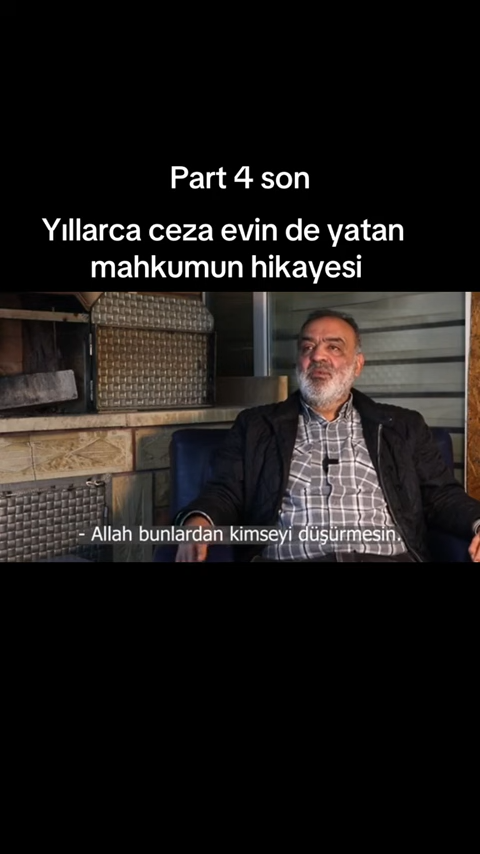 Part 4 son
Yıllarca ceza evin de yatan
mahkumun hikayesi
- Allah bunlardan kimseyi düşürmesin.